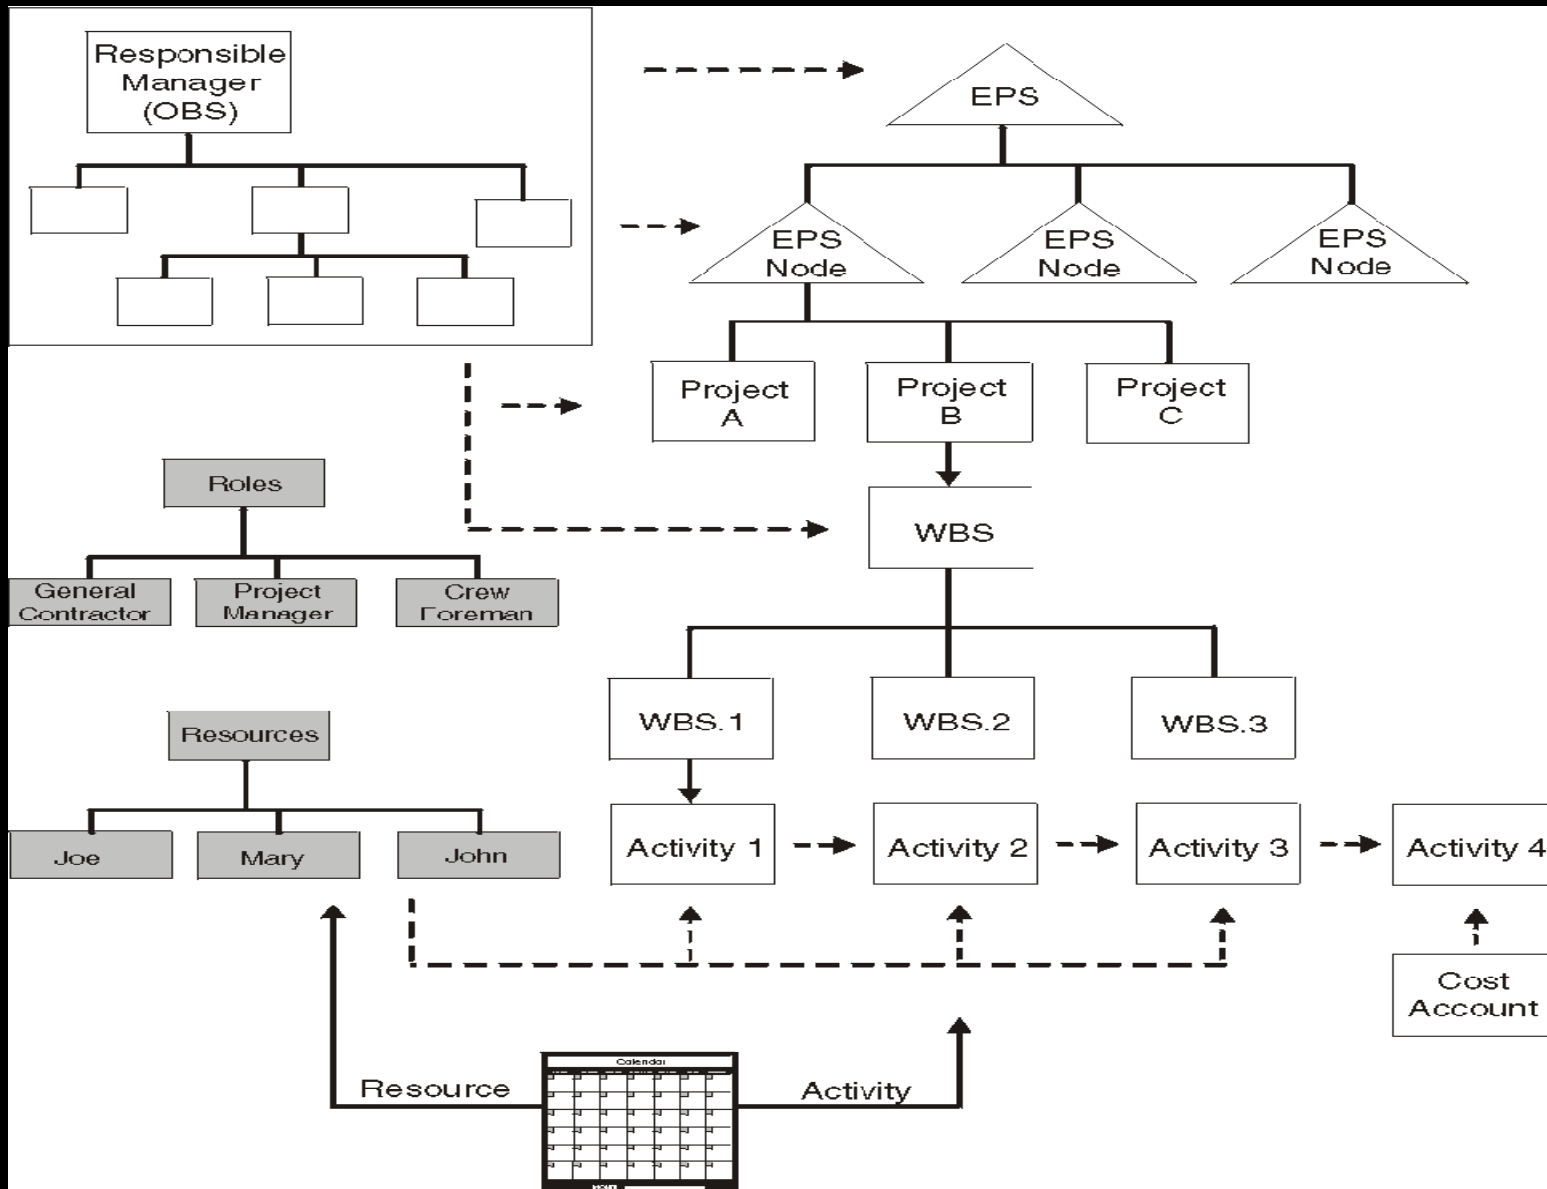 Responsible
Manager
(OBS)
EPS
EPS
Node
EPS
Node
EPS
Node
Project
A
Project
B
Project
C
Roles
WBS
General
Contractor
Project
Manager
Crew
Foreman
WBS.1
WBS.2
WBS.3
Resources
Joe
Mary
John
Activity 1
Activity 2
Activity 3
Activity 4
Cost
Account
Calendar
Resource
Activity